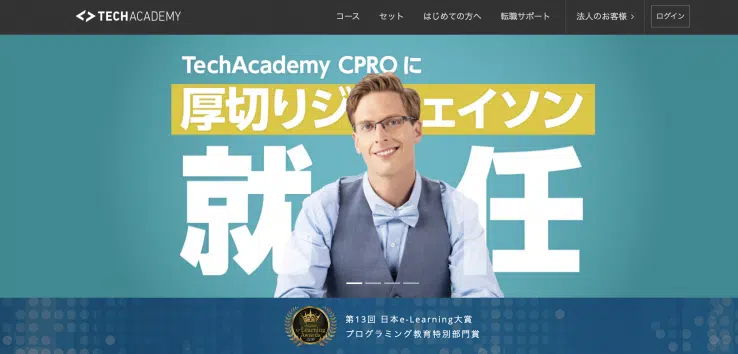 TECHACADEMY
コース
セット
はじめての方へ
転職サポート
法人のお客様 >
ログイン
TechAcademy CPROに
厚切りジェイソン
就任
第13回 日本e-Learning大賞
プログラミング教育特別部門賞
e-Learning
Awards